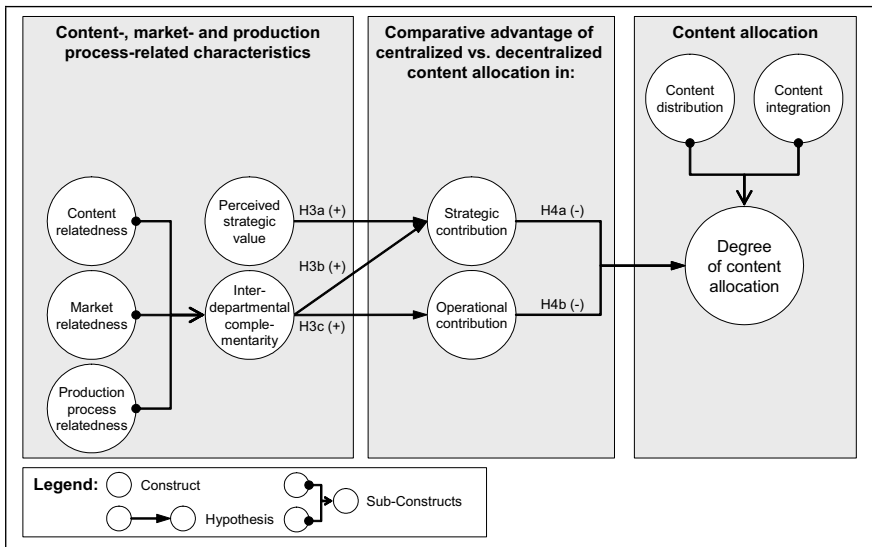 Content-, market- and production
process-related characteristics
Comparative advantage of
centralized vs. decentralized
content allocation in:
Content allocation
Content
distribution
Content
integration
Content
relatedness
Perceived
strategic
value
H3a (+)
Strategic
contribution
H4a (-)
H3b (+)
Degree
of content
allocation
Market
relatedness
Inter-
departmental
comple-
mentarity
H3c (+)
Operational
contribution
H4b (-)
Production
process
relatedness
Legend:
Construct
Hypothesis
Sub-Constructs